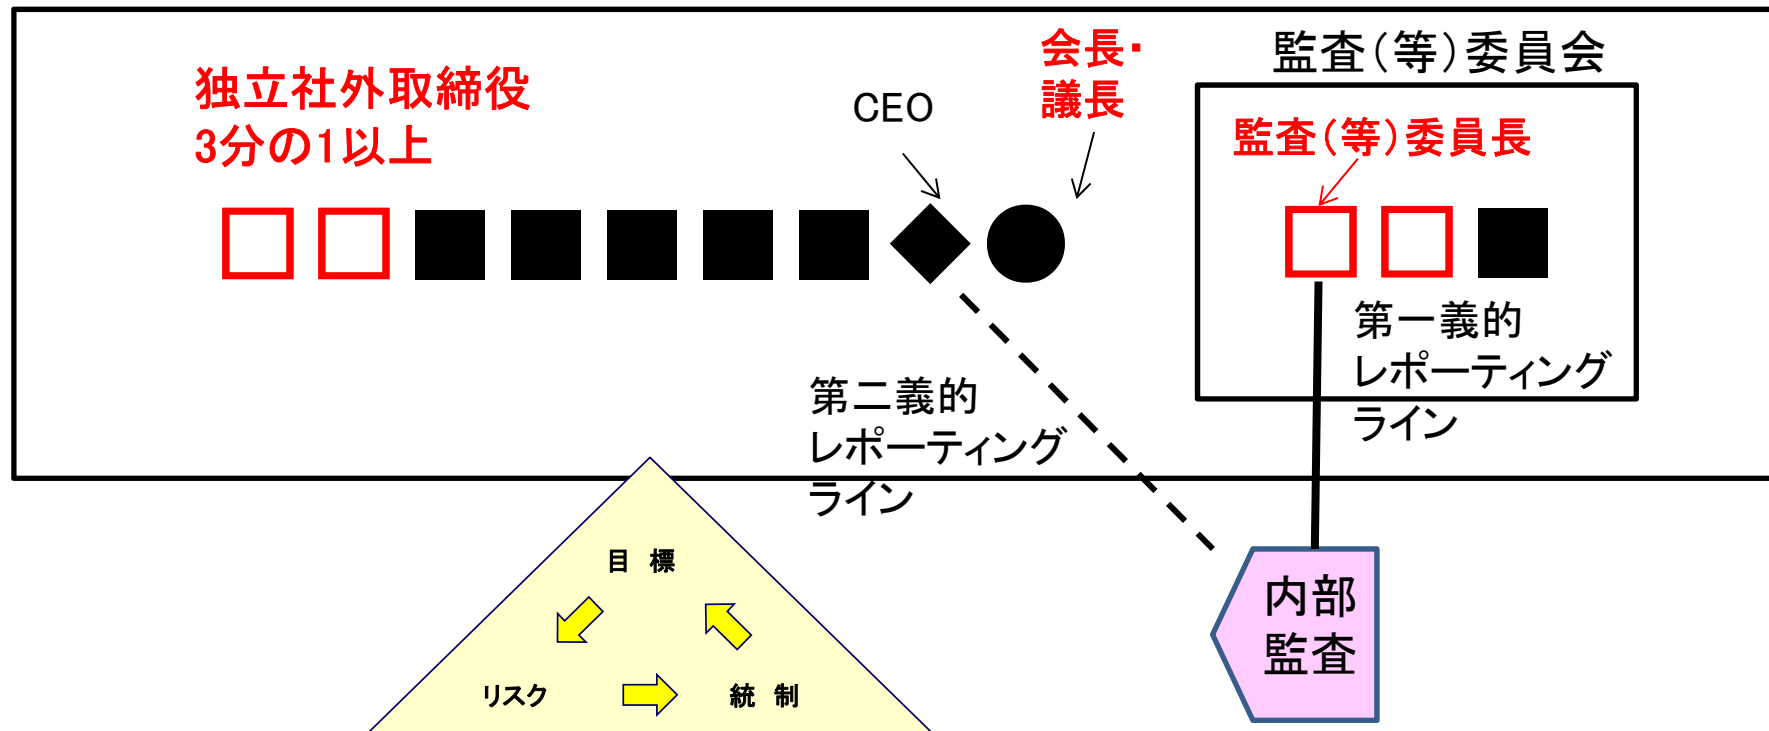 独立社外取締役
3分の1以上
CEO
会長・
議長
監査（等）委員会
監査（等）委員長
第一義的
レポーティング
ライン
第二義的
レポーティング
ライン
目 標
リスク
統 制
内部
監査